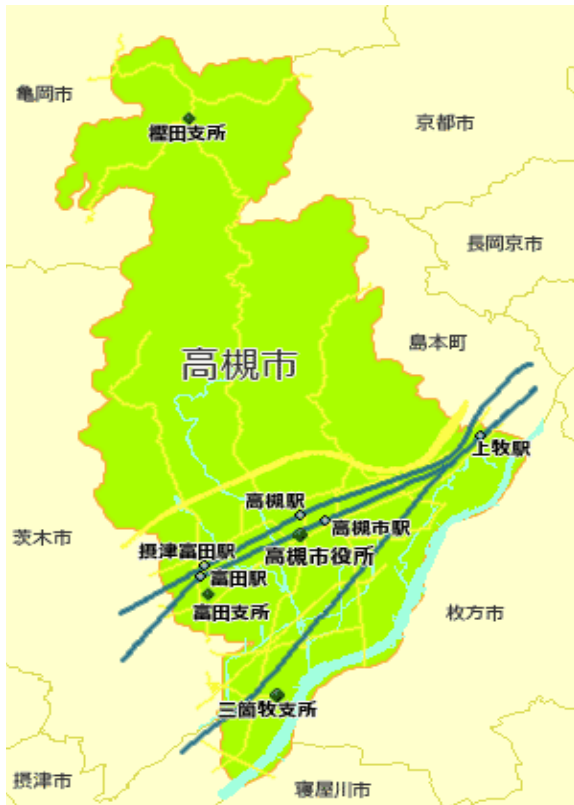 亀岡市
京都市
樫田支所
長岡京市
島本町
高槻市
上牧駅
高槻駅
高槻市駅
茨木市
摂津富田駅
高槻市役所
富田駅
富田支所
枚方市
三箇牧支所
摂津市
寝屋川市